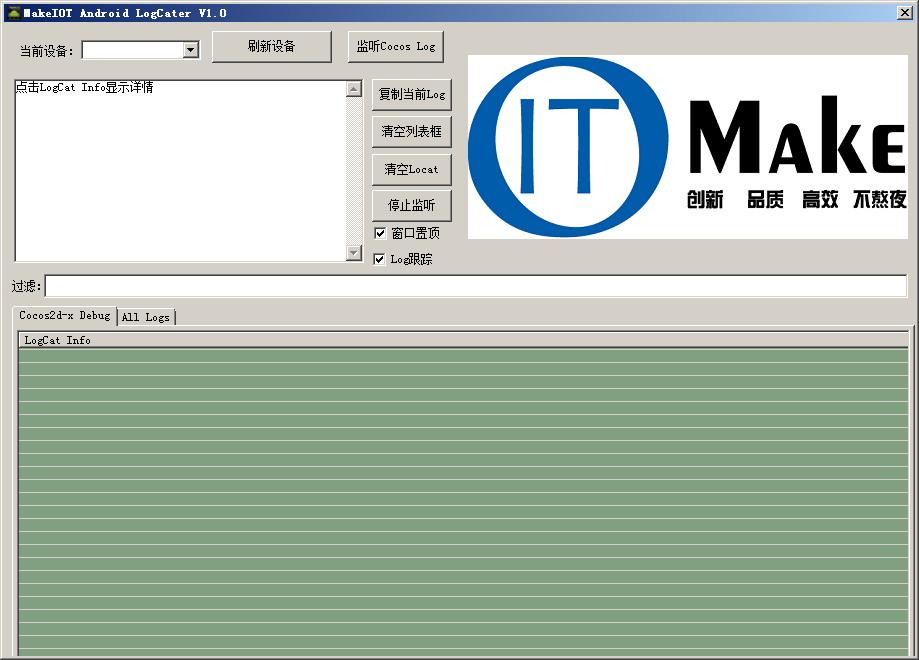 MakeIOT Android LogCater V1.0
当前设备:
刷新设备
监听Cocos Log
点击LogCat Info显示详情
复制当前Log
清空列表框
清空Locat
停止监听
窗口置顶
Log跟踪
IT Make
创新 品质 高效 不熬夜
过滤:
Cocos2d-x Debug
All Logs
LogCat Info